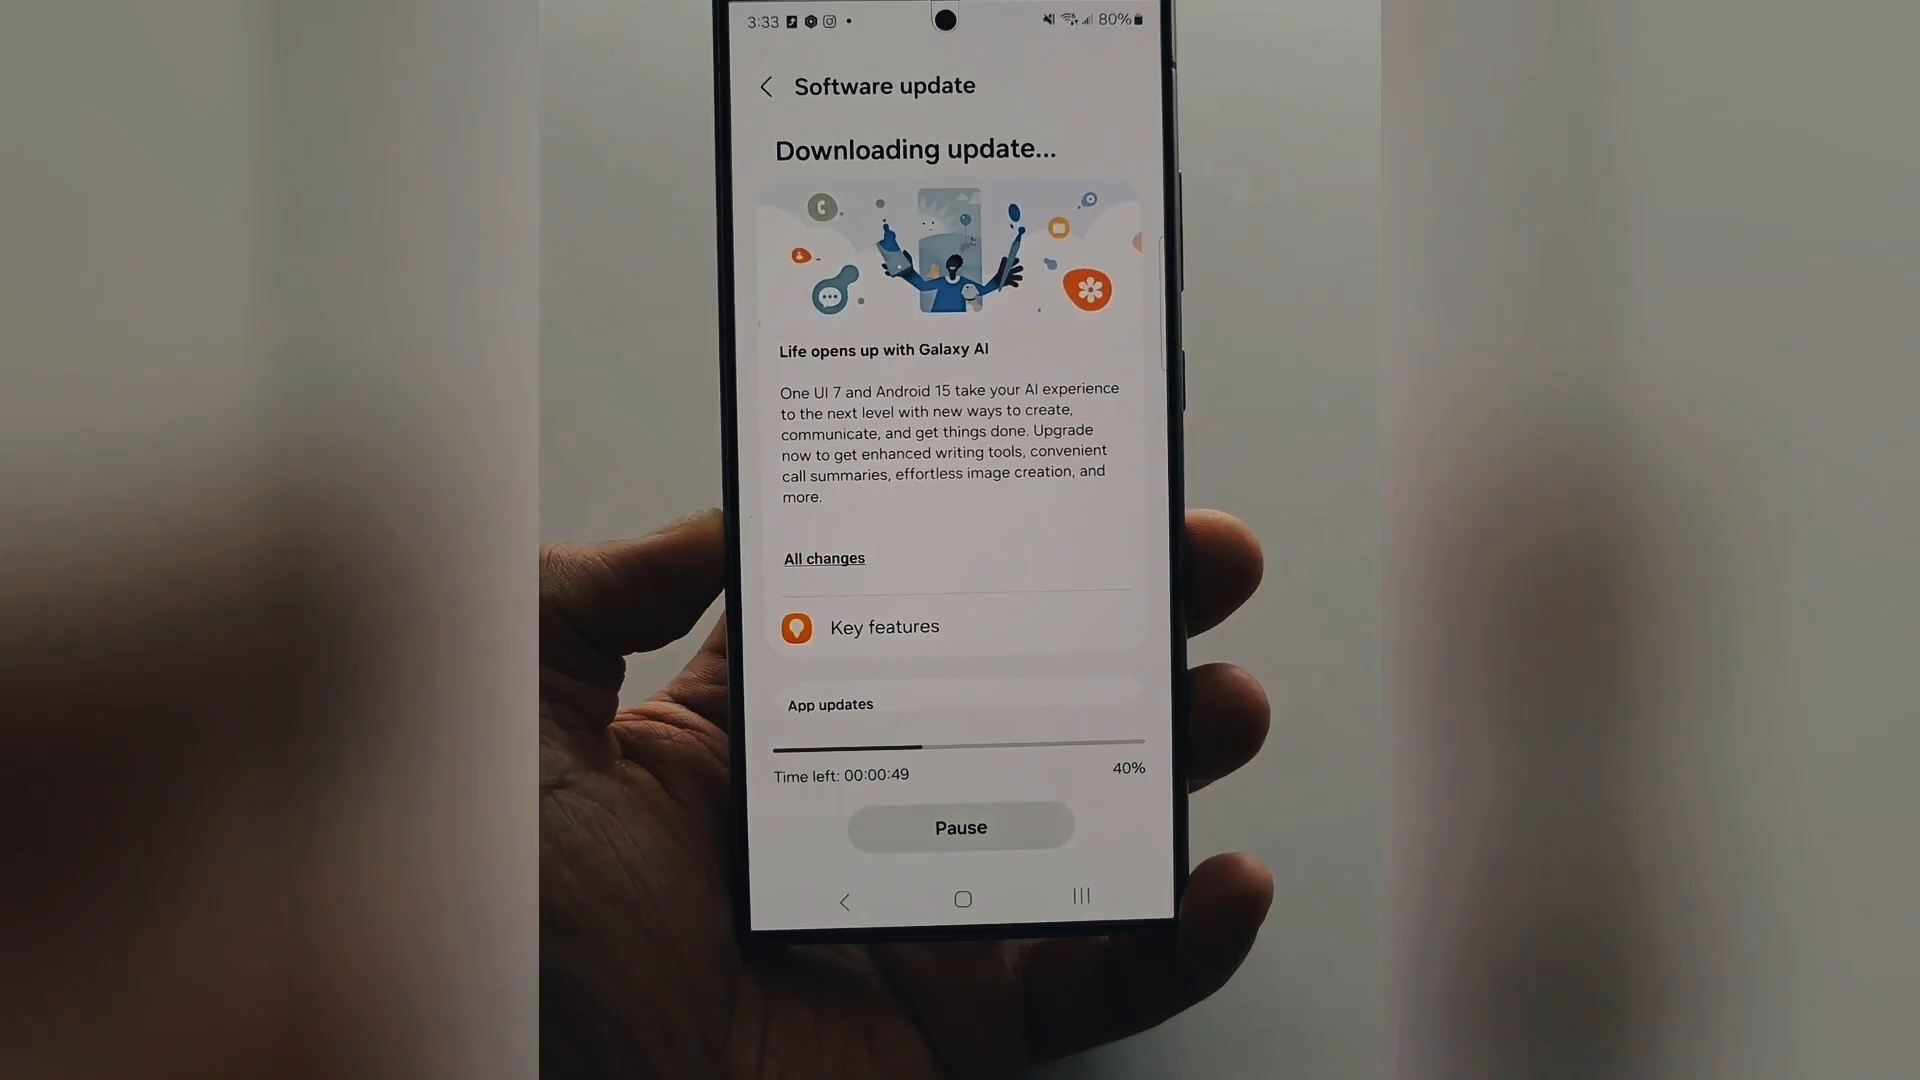 3:33
80%
Software update
Downloading update...
Life opens up with Galaxy AI
One UI 7 and Android 15 take your AI experience
to the next level with new ways to create,
communicate, and get things done. Upgrade
now to get enhanced writing tools, convenient
call summaries, effortless image creation, and
more.
All changes
Key features
App updates
Time left: 00:00:49
40%
Pause